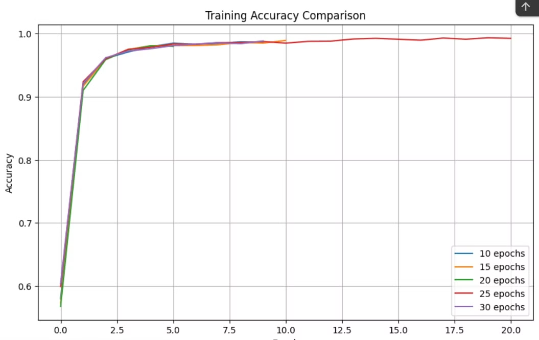 Training Accuracy Comparison
1.0
0.9
0.8
0.7
0.6
Accuracy
10 epochs
15 epochs
20 epochs
25 epochs
30 epochs
0.0 2.5 5.0 7.5 10.0 12.5 15.0 17.5 20.0